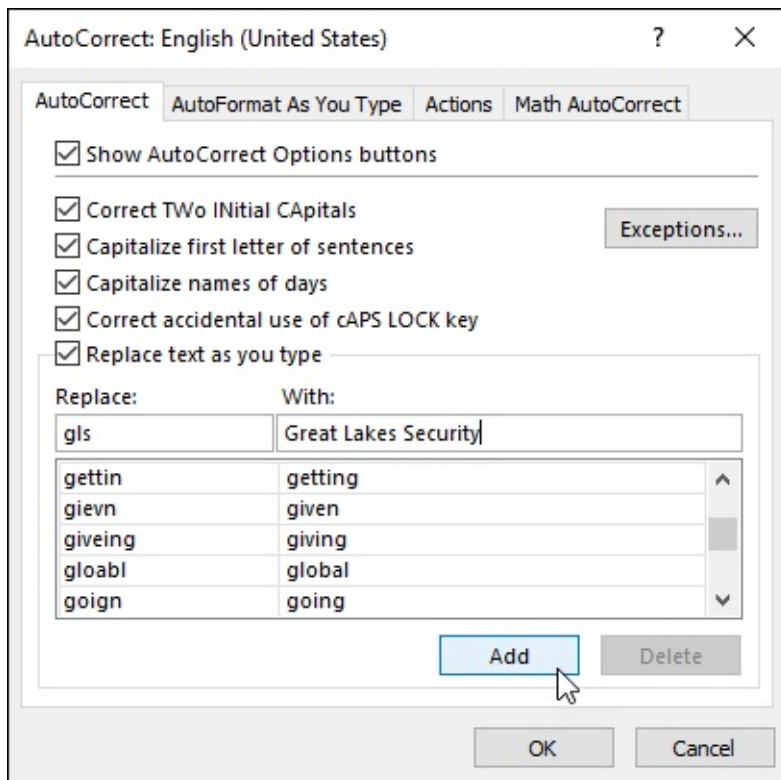 AutoCorrect: English (United States) ?
AutoCorrect AutoFormat As You Type Actions Math AutoCorrect
Show AutoCorrect Options buttons
Correct TWo INitial CApitals
Exceptions...
Capitalize first letter of sentences
Capitalize names of days
Correct accidental use of cAPS LOCK key
Replace text as you type
Replace: With:
gls Great Lakes Security
gettin getting
gievn given
giveing giving
gloabl global
goign going
Add Delete
OK Cancel